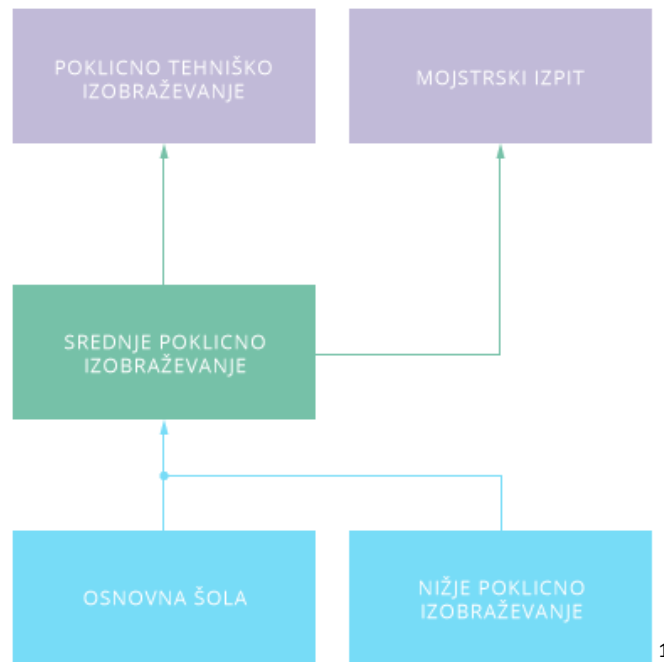 POKLICNO TEHNIŠKO
IZOBRAŽEVANJE
MOJSTRSKI IZPIT
SREDNJE POKLICNO
IZOBRAŽEVANJE
OSNOVNA ŠOLA
NIŽJE POKLICNO
IZOBRAŽEVANJE
1